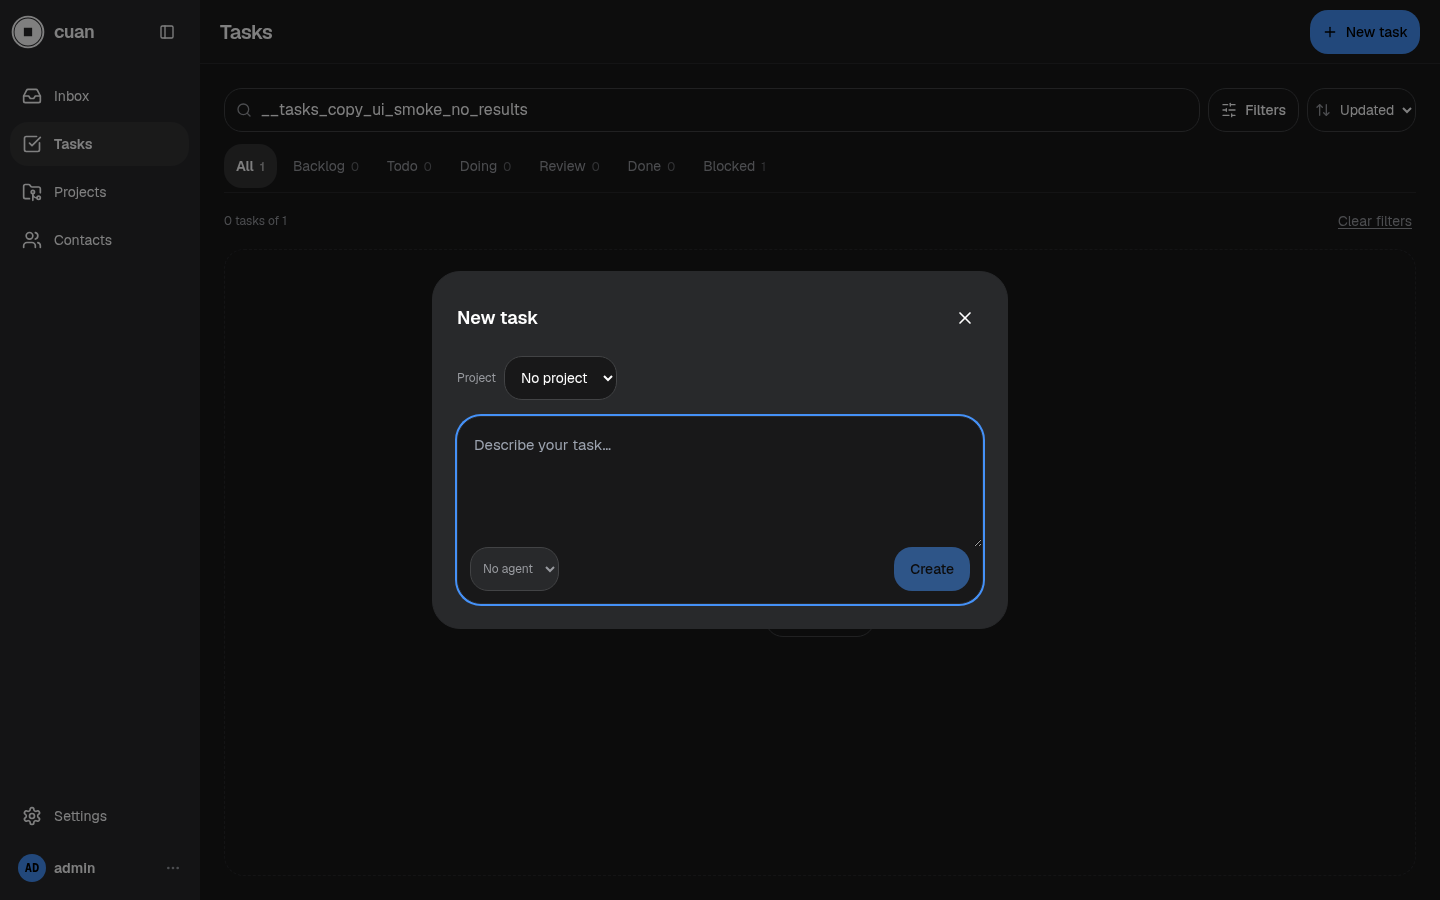 cuan
Tasks
New task
Inbox
Tasks
Projects
Contacts
__tasks_copy_ui_smoke_no_results
Filters
Updated
All 1
Backlog 0
Todo 0
Doing 0
Review 0
Done 0
Blocked 1
0 tasks of 1
Clear filters
New task
Project
No project
Describe your task...
No agent
Create
Settings
AD
admin